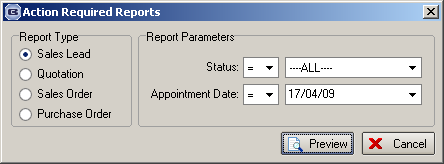 Action Required Reports
Report Type
Sales Lead
Quotation
Sales Order
Purchase Order
Report Parameters
Status: = ----ALL----
Appointment Date: = 17/04/09
Preview Cancel